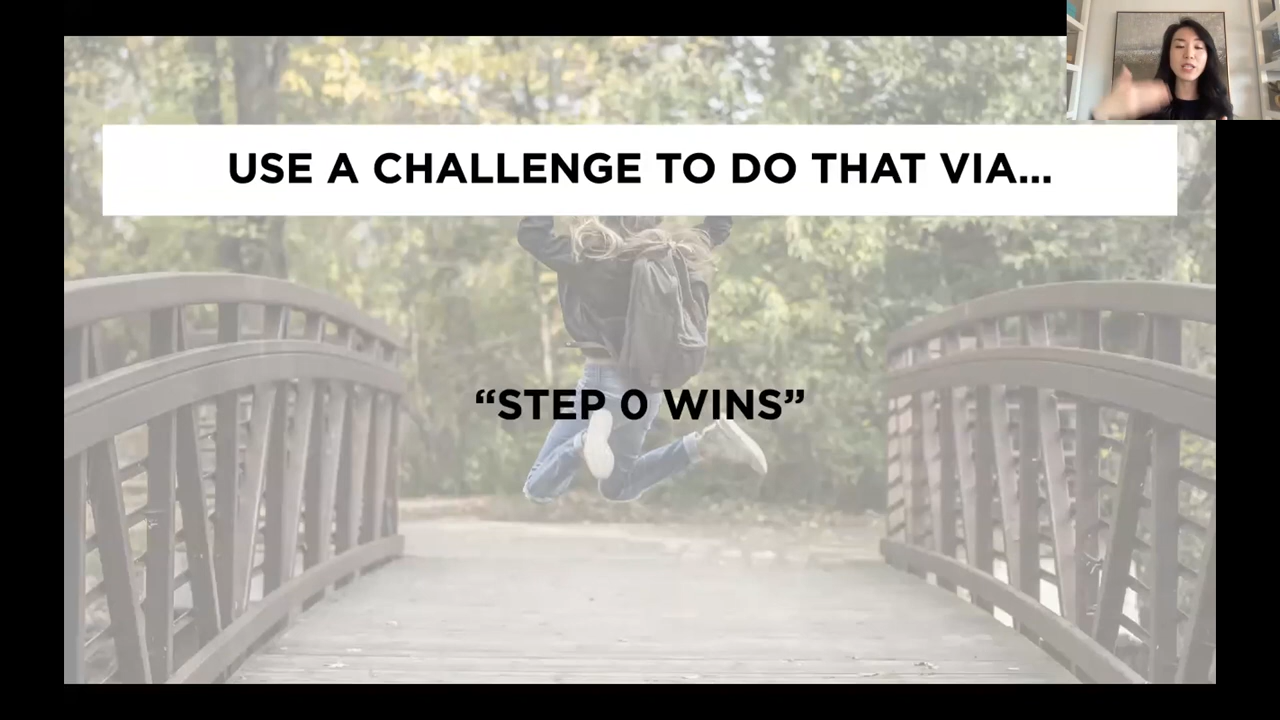 USE A CHALLENGE TO DO THAT VIA...
“STEP 0 WINS”